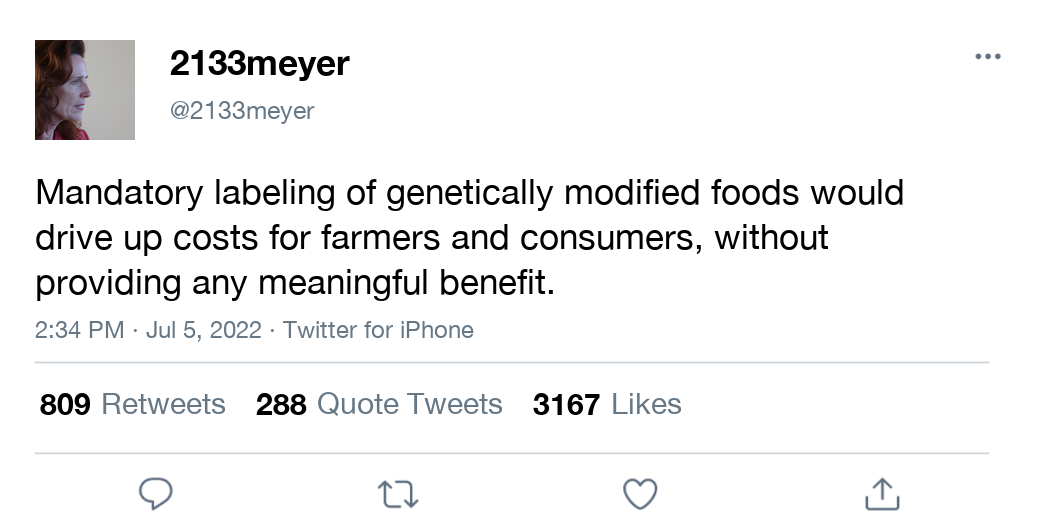 2133meyer
@2133meyer
Mandatory labeling of genetically modified foods would
drive up costs for farmers and consumers, without
providing any meaningful benefit.
2:34 PM · Jul 5, 2022 · Twitter for iPhone
809 Retweets 288 Quote Tweets 3167 Likes